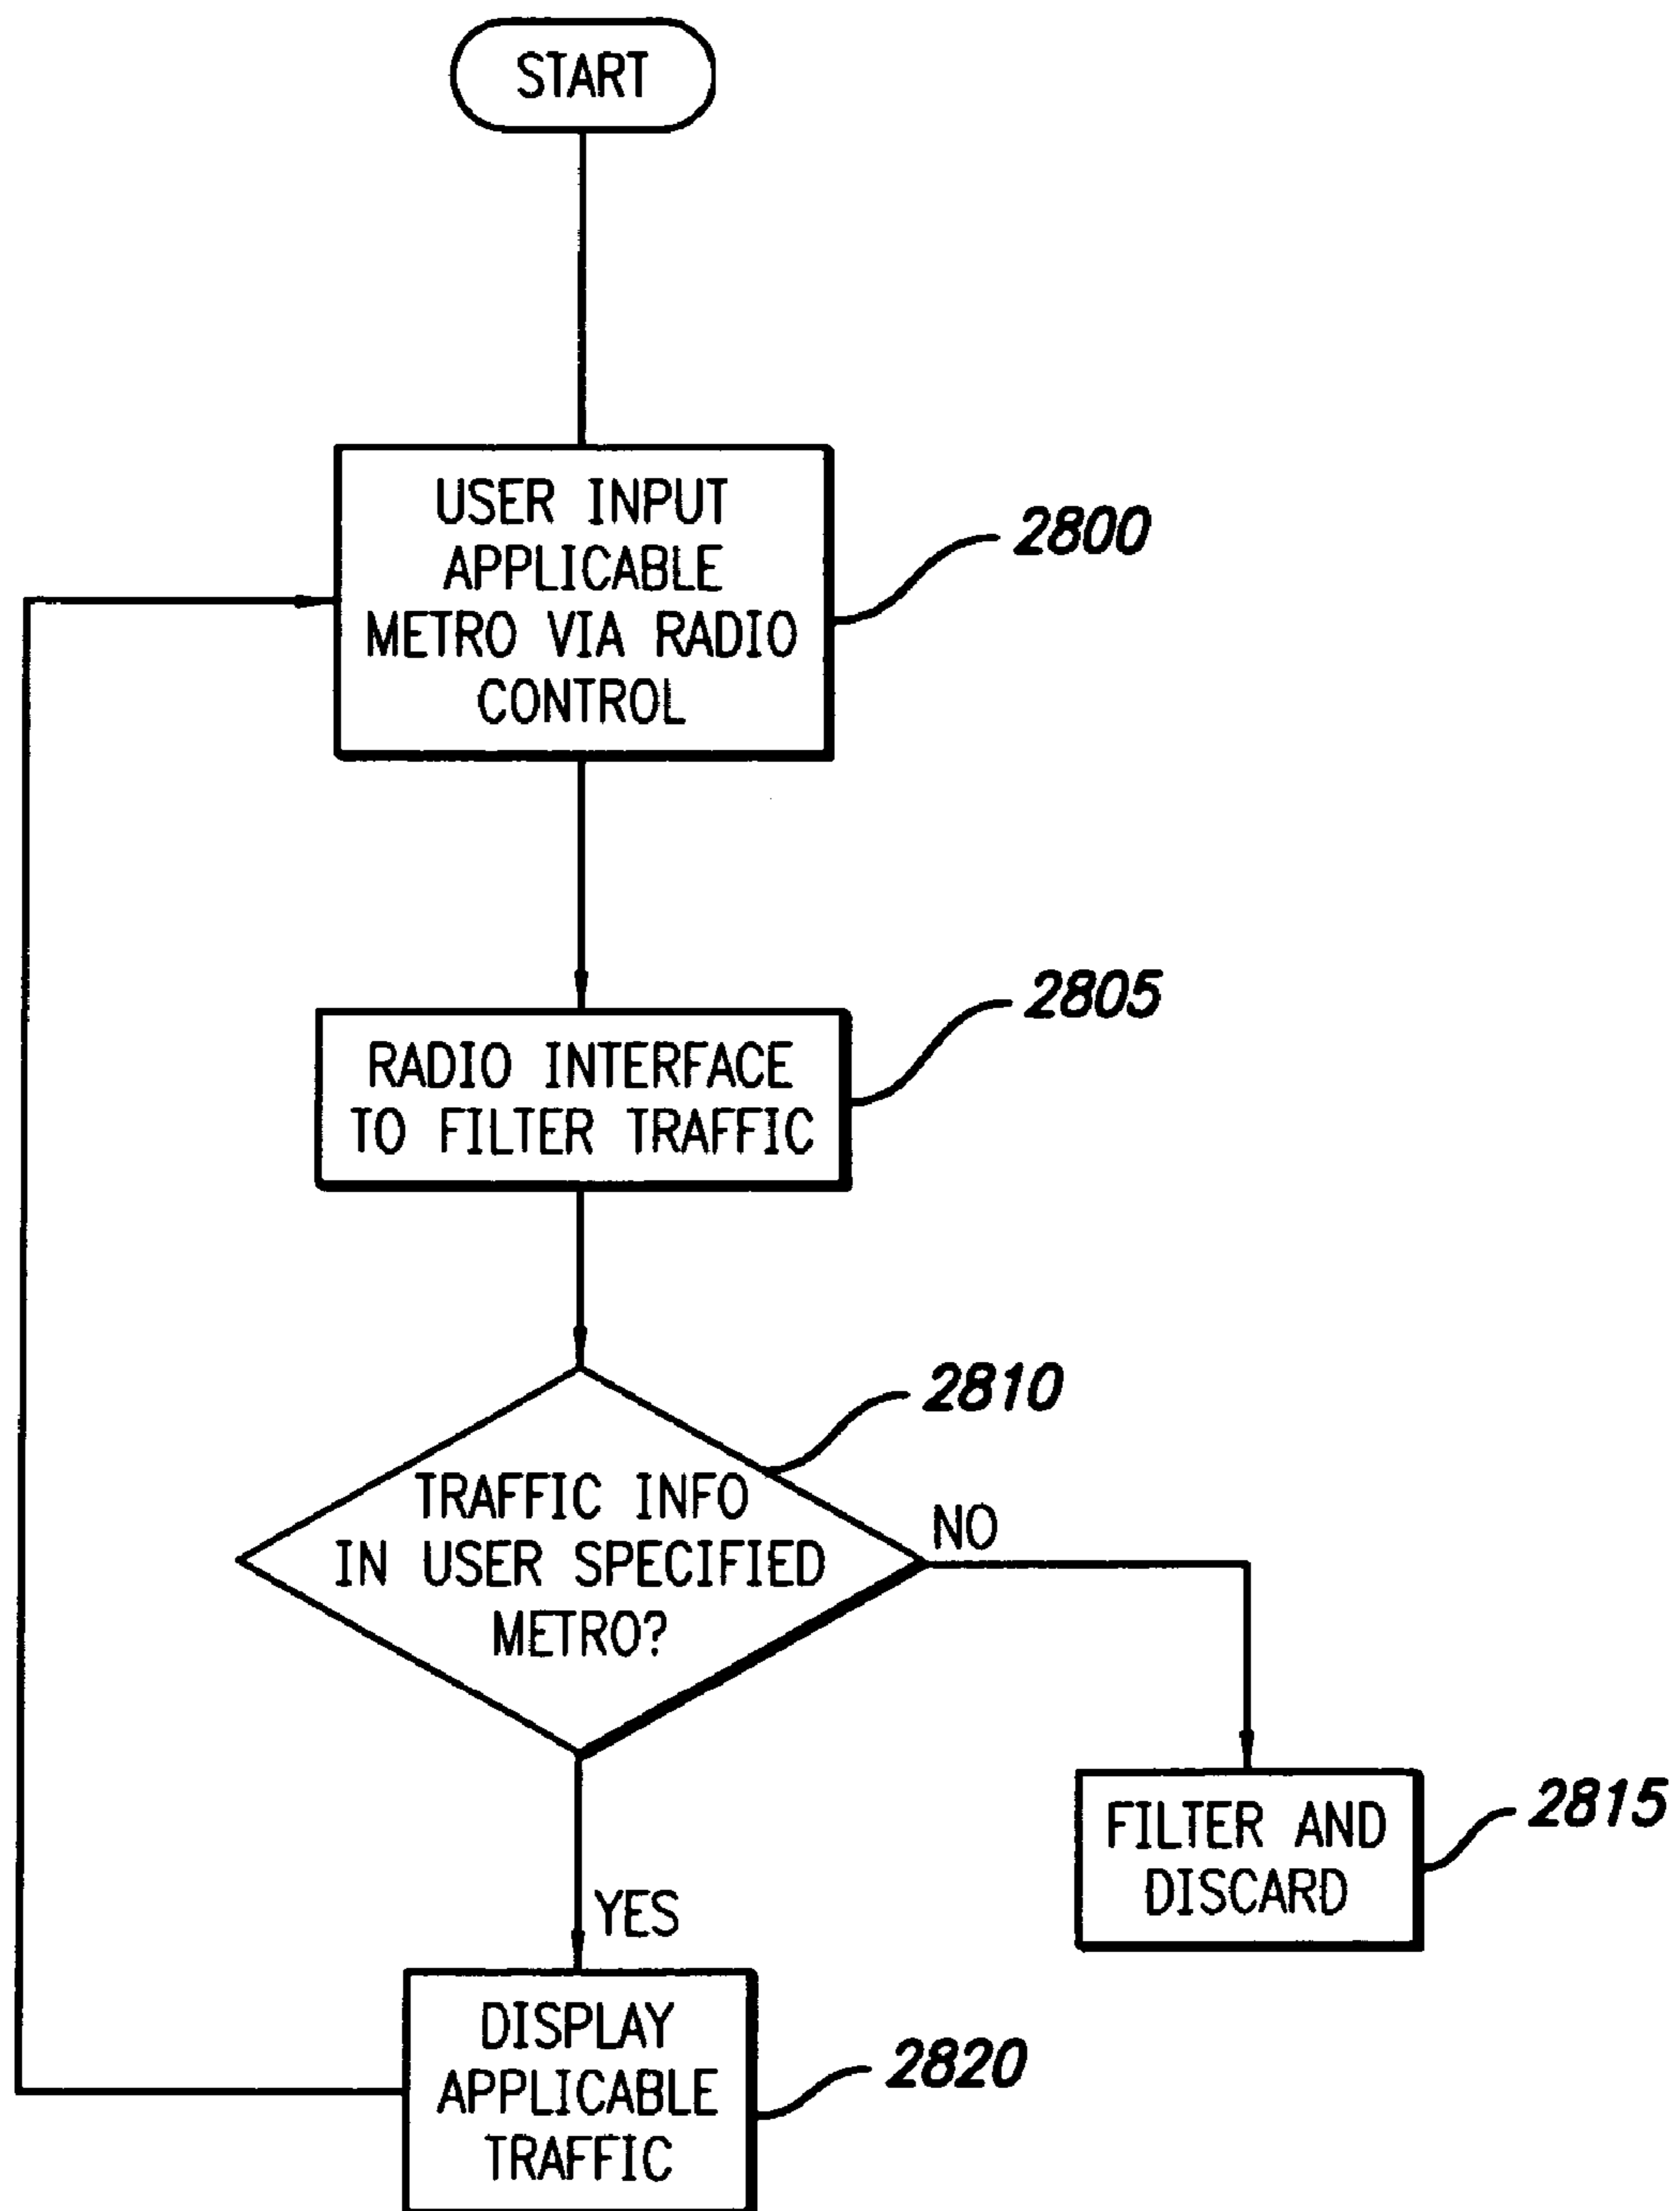 START
USER INPUT
APPLICABLE
METRO VIA RADIO
CONTROL
2800
RADIO INTERFACE
TO FILTER TRAFFIC
2805
TRAFFIC INFO
IN USER SPECIFIED
METRO?
2810
NO
FILTER AND
DISCARD
2815
YES
DISPLAY
APPLICABLE
TRAFFIC
2820